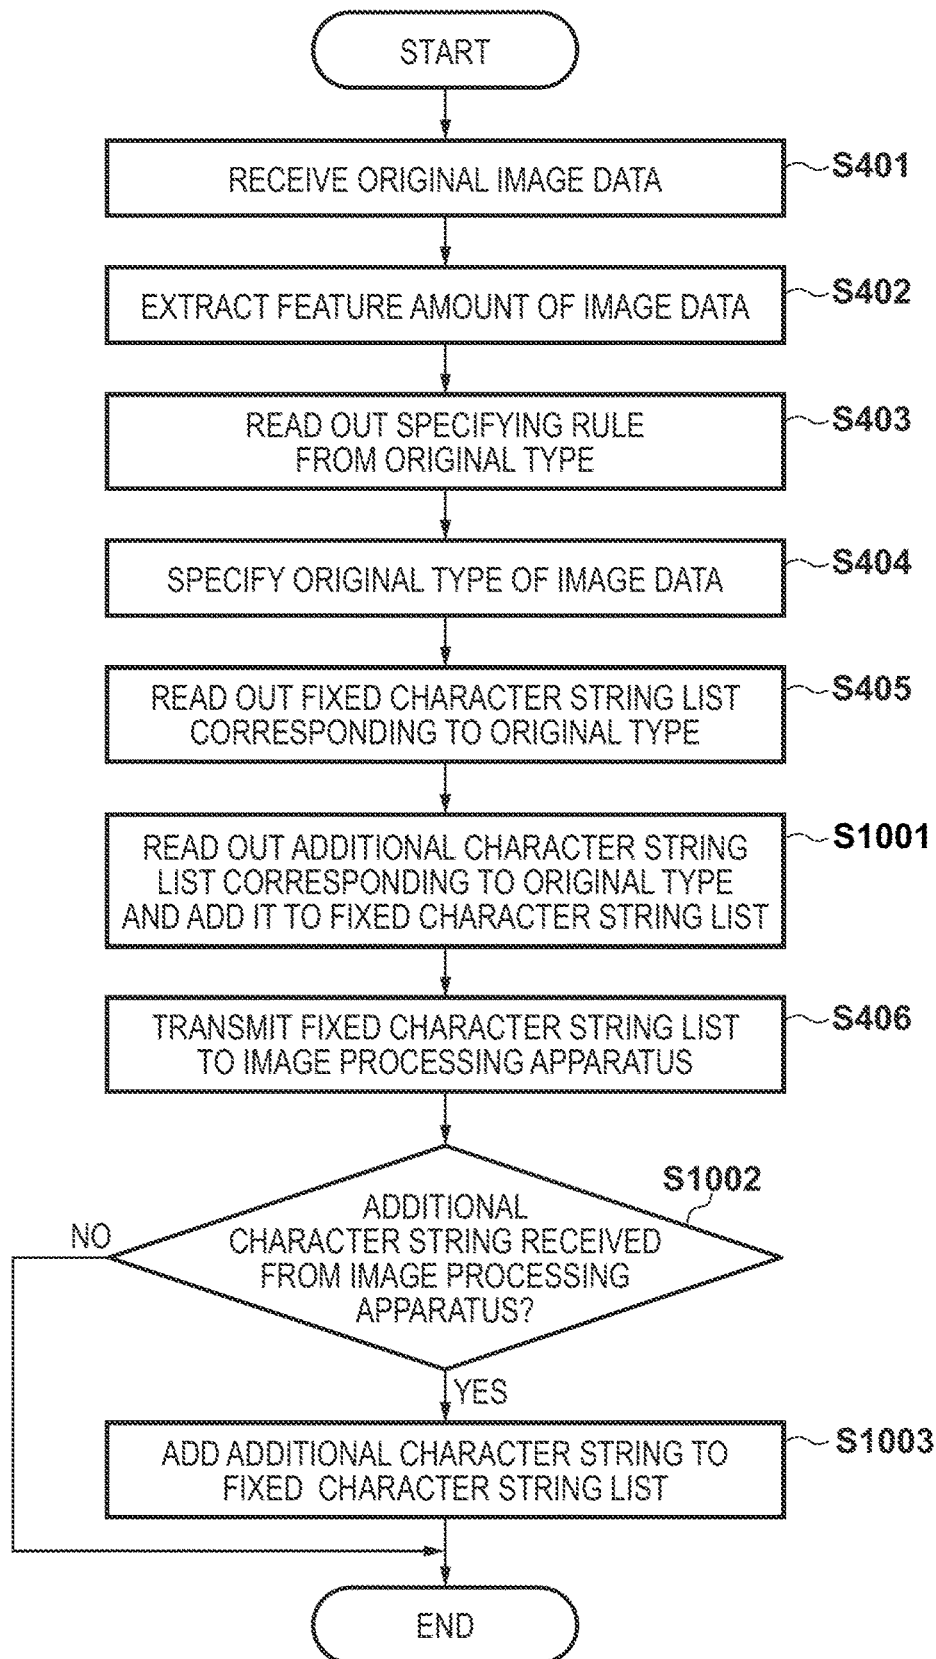 START
RECEIVE ORIGINAL IMAGE DATA
S401
EXTRACT FEATURE AMOUNT OF IMAGE DATA
S402
READ OUT SPECIFYING RULE
FROM ORIGINAL TYPE
S403
SPECIFY ORIGINAL TYPE OF IMAGE DATA
S404
READ OUT FIXED CHARACTER STRING LIST
CORRESPONDING TO ORIGINAL TYPE
S405
READ OUT ADDITIONAL CHARACTER STRING
LIST CORRESPONDING TO ORIGINAL TYPE
AND ADD IT TO FIXED CHARACTER STRING LIST
S1001
TRANSMIT FIXED CHARACTER STRING LIST
TO IMAGE PROCESSING APPARATUS
S406
S1002
ADDITIONAL
CHARACTER STRING RECEIVED
FROM IMAGE PROCESSING
APPARATUS?
NO
YES
ADD ADDITIONAL CHARACTER STRING TO
FIXED CHARACTER STRING LIST
S1003
END